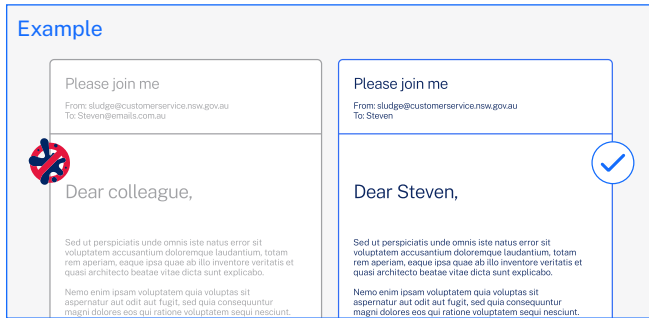 Example
Please join me
From: sludge@customerservice.nsw.gov.au
To: Steven@emails.com.au
Dear colleague,
Sed ut perspiciatis unde omnis iste natus error sit
voluptatem accusantium doloremque laudantium, totam
rem aperiam, eaque ipsa quae ab illo inventore veritatis et
quasi architecto beatae vitae dicta sunt explicabo.
Nemo enim ipsam voluptatem quia voluptas sit
aspernatur aut odit aut fugit, sed quia consequuntur
magni dolores eos qui ratione voluptatem sequi nesciunt.
Please join me
From: sludge@customerservice.nsw.gov.au
To: Steven
Dear Steven,
Sed ut perspiciatis unde omnis iste natus error sit
voluptatem accusantium doloremque laudantium, totam
rem aperiam, eaque ipsa quae ab illo inventore veritatis et
quasi architecto beatae vitae dicta sunt explicabo.
Nemo enim ipsam voluptatem quia voluptas sit
aspernatur aut odit aut fugit, sed quia consequuntur
magni dolores eos qui ratione voluptatem sequi nesciunt.